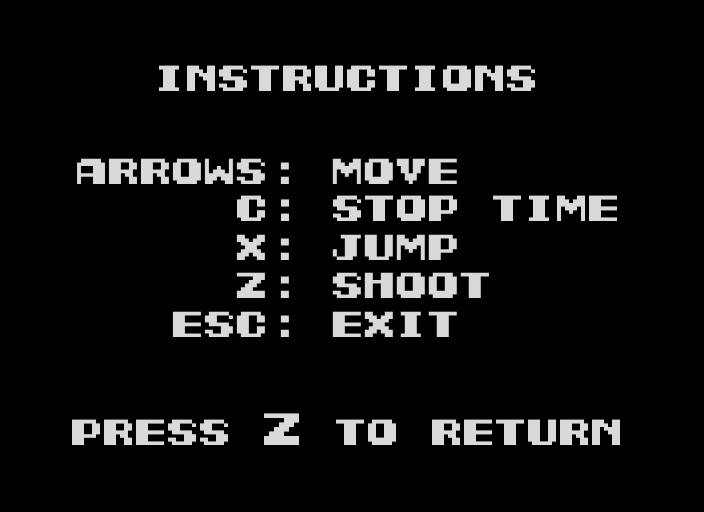 INSTRUCTIONS
ARROWS: MOVE
C: STOP TIME
X: JUMP
Z: SHOOT
ESC: EXIT
PRESS Z TO RETURN